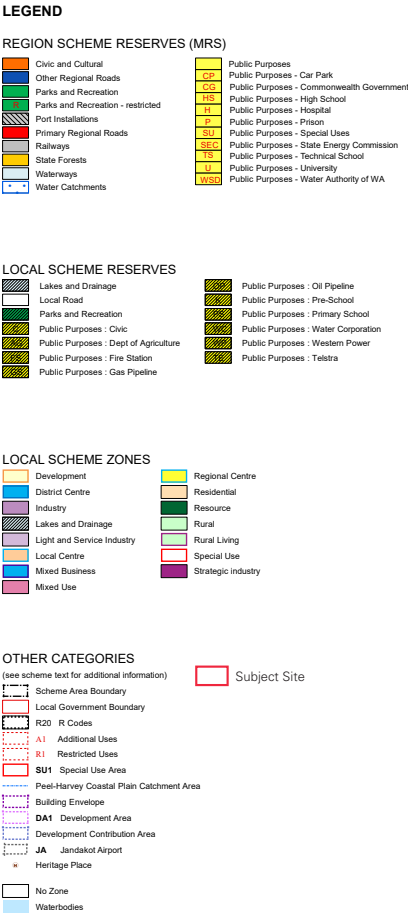 LEGEND
REGION SCHEME RESERVES (MRS)
Civic and Cultural
Other Regional Roads
Parks and Recreation
R Parks and Recreation - restricted
Port Installations
Primary Regional Roads
Railways
State Forests
Waterways
Water Catchments
Public Purposes
CP Public Purposes - Car Park
CG Public Purposes - Commonwealth Government
HS Public Purposes - High School
H Public Purposes - Hospital
P Public Purposes - Prison
SU Public Purposes - Special Uses
SEC Public Purposes - State Energy Commission
TS Public Purposes - Technical School
U Public Purposes - University
WSD Public Purposes - Water Authority of WA
LOCAL SCHEME RESERVES
Lakes and Drainage
Local Road
Parks and Recreation
C Public Purposes : Civic
AG Public Purposes : Dept of Agriculture
FS Public Purposes : Fire Station
GS Public Purposes : Gas Pipeline
OP Public Purposes : Oil Pipeline
K Public Purposes : Pre-School
PS Public Purposes : Primary School
WC Public Purposes : Water Corporation
WP Public Purposes : Western Power
TE Public Purposes : Telstra
LOCAL SCHEME ZONES
Development
District Centre
Industry
Lakes and Drainage
Light and Service Industry
Local Centre
Mixed Business
Mixed Use
Regional Centre
Residential
Resource
Rural
Rural Living
Special Use
Strategic industry
OTHER CATEGORIES
(see scheme text for additional information)
Scheme Area Boundary
Local Government Boundary
R20 R Codes
A1 Additional Uses
R1 Restricted Uses
SU1 Special Use Area
Peel-Harvey Coastal Plain Catchment Area
Building Envelope
DA1 Development Area
Development Contribution Area
JA Jandakot Airport
H Heritage Place
No Zone
Waterbodies
Subject Site